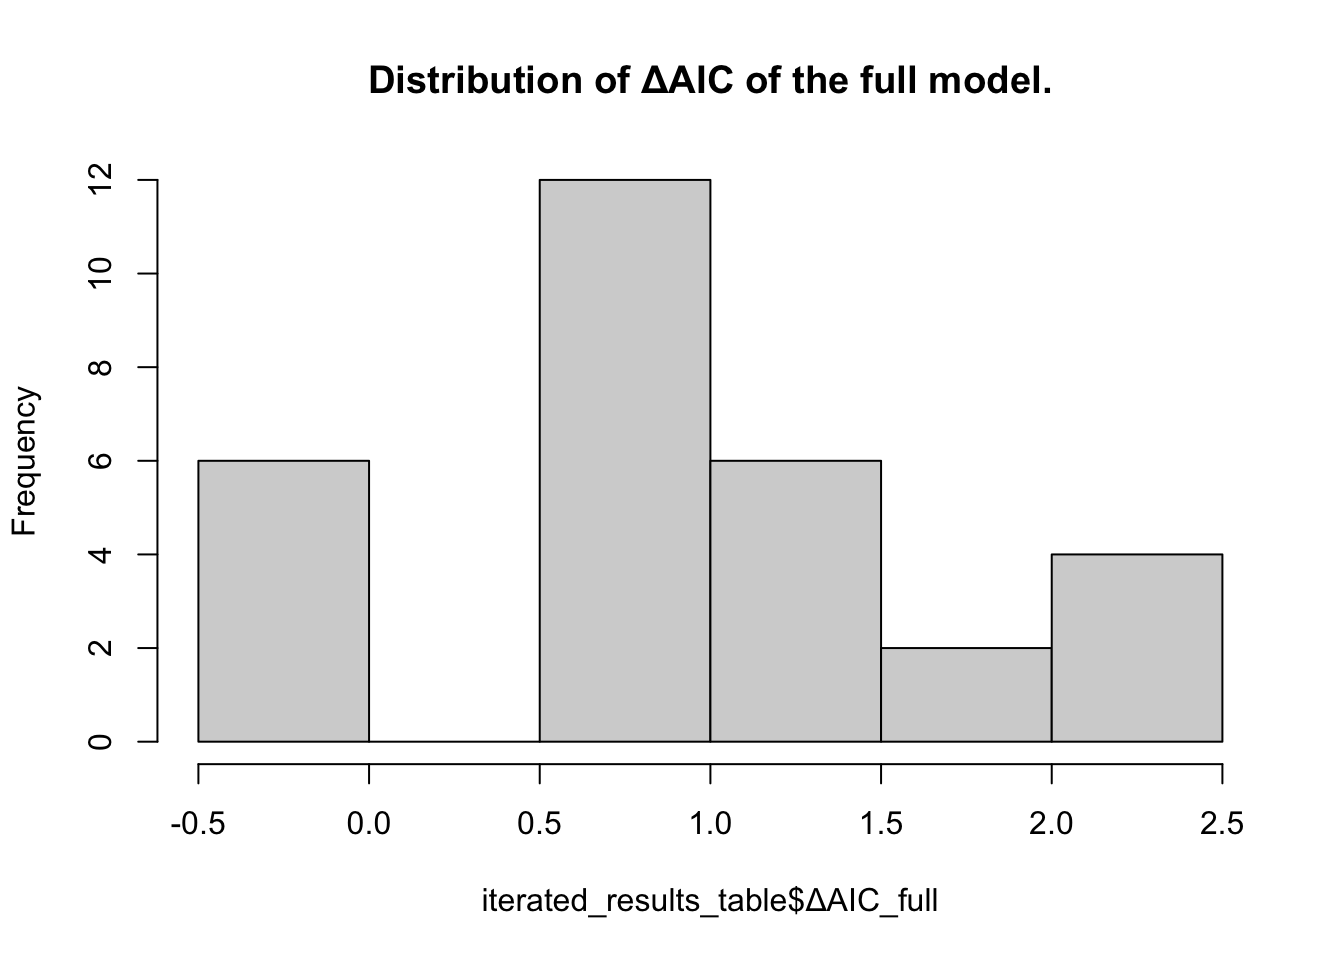 Distribution of ΔAIC of the full model.
12
10
8
6
4
2
0
Frequency
-0.5 0.0 0.5 1.0 1.5 2.0 2.5
iterated_results_table$ΔAIC_full